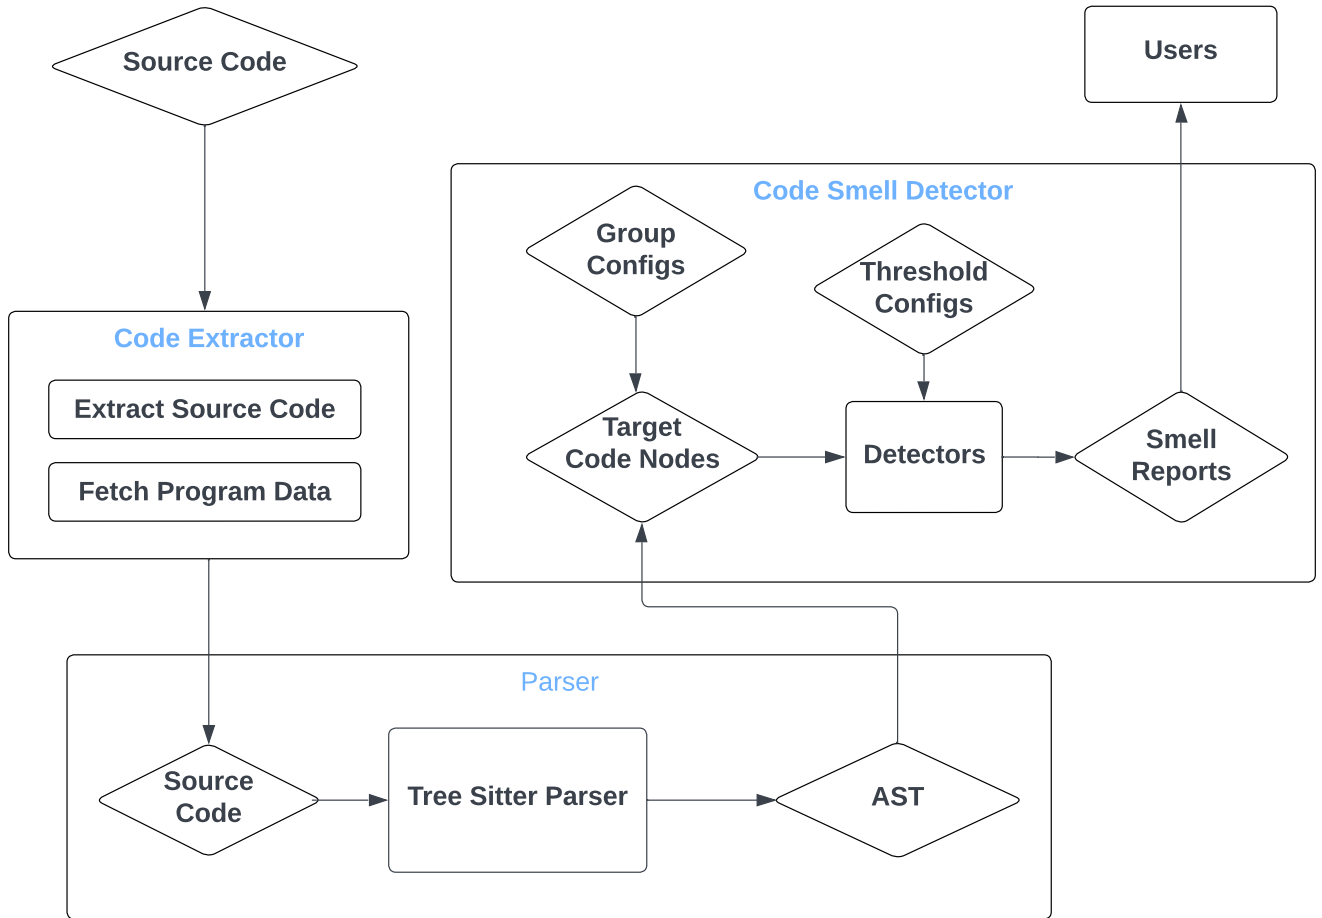 Source Code
Users
Code Smell Detector
Group
Configs
Threshold
Configs
Code Extractor
Extract Source Code
Fetch Program Data
Target
Code Nodes
Detectors
Smell
Reports
Parser
Source
Code
Tree Sitter Parser
AST